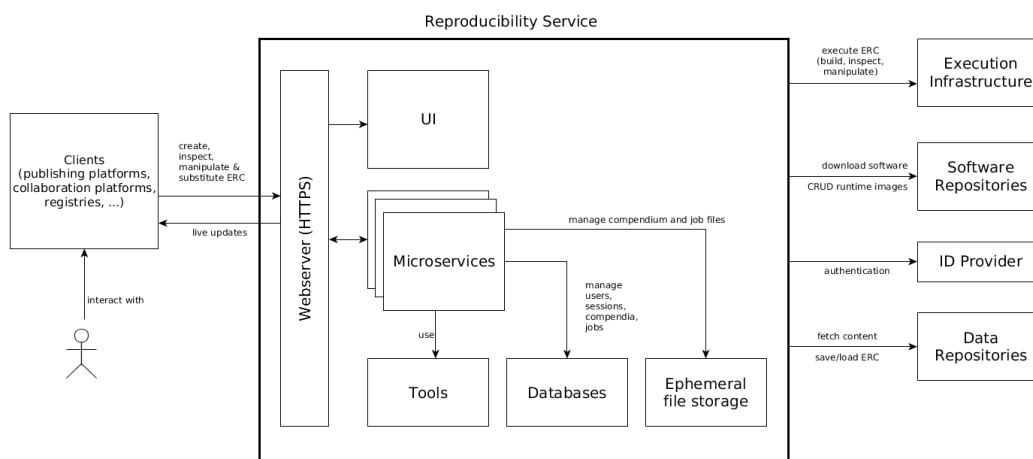 Reproducibility Service
Clients
(publishing platforms,
collaboration platforms,
registries, ...)
interact with
create,
inspect,
manipulate &
substitute ERC
live updates
Webserver (HTTPS)
UI
Microservices
manage compendium and job files
manage
users,
sessions,
compendia,
jobs
use
Tools
Databases
Ephemeral
file storage
execute ERC
(build, inspect,
manipulate)
Execution
Infrastructure
download software
CRUD runtime images
Software
Repositories
authentication
ID Provider
fetch content
save/load ERC
Data
Repositories